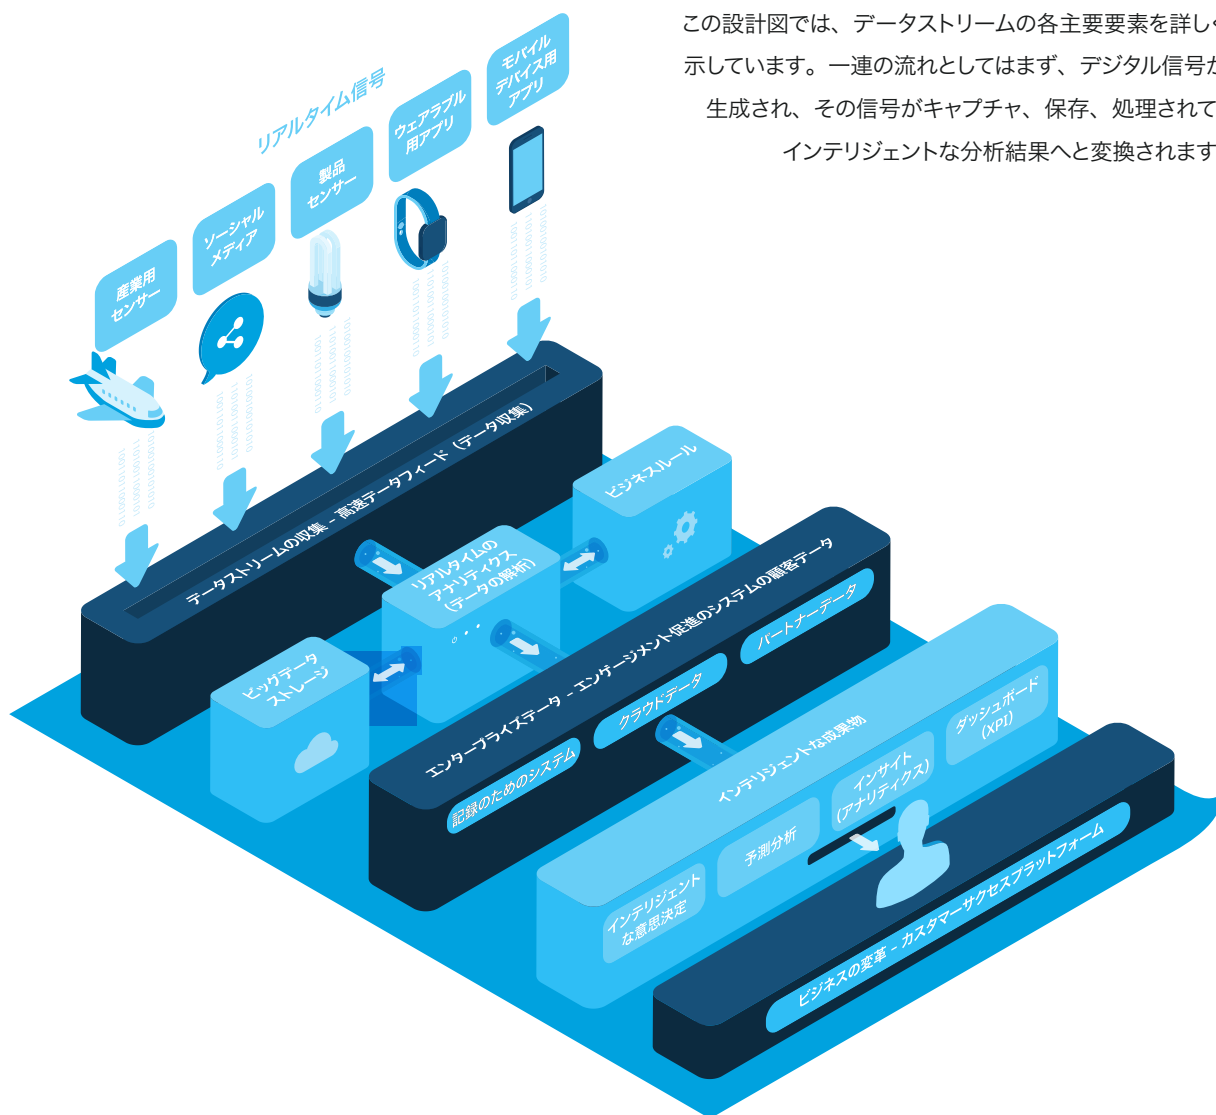 この設計図では、データストリームの各主要要素を詳しく
示しています。一連の流れとしてはまず、デジタル信号が
生成され、その信号がキャプチャ、保存、処理されて
インテリジェントな分析結果へと変換されます
リアルタイム信号
産業用
センサー
ソーシャル
メディア
製品
センサー
ウェアラブル
用アプリ
モバイル
デバイス用
アプリ
データストリームの収集 - 高速データフィード（データ収集）
ビジネスルール
リアルタイムの
アナリティクス
（データの解析）
ビッグデータ
ストレージ
エンタープライズデータ - エンゲージメント促進のシステムの顧客データ
記録のためのシステム
クラウドデータ
パートナーデータ
インテリジェントな成果物
インテリジェント
な意思決定
予測分析
インサイト
（アナリティクス）
ダッシュボード
（XPI）
ビジネスの変革 - カスタマーサクセスプラットフォーム